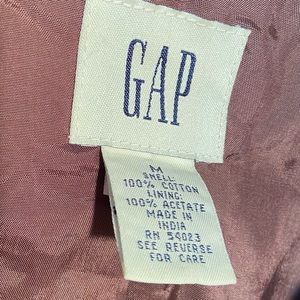 GAP
M
SHELL:
100% COTTON
LINING:
100% ACETATE
MADE IN
INDIA
RN 54023
SEE REVERSE
FOR CARE